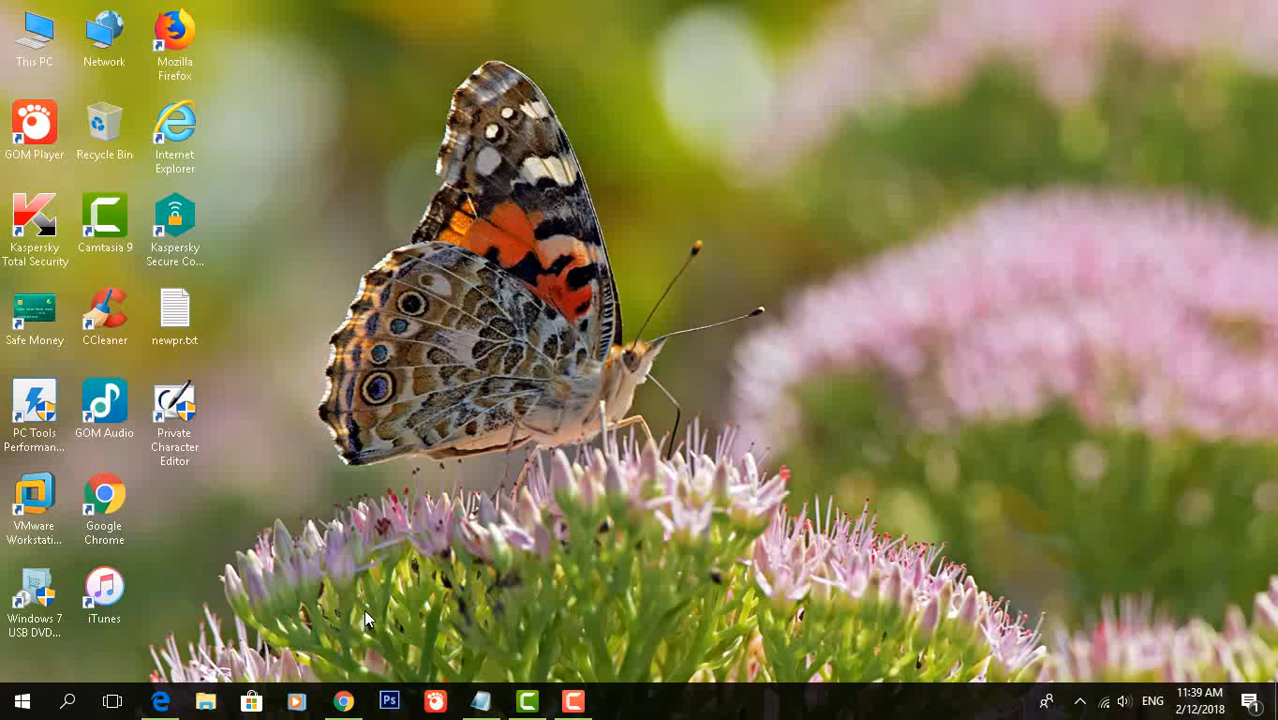 This PC
Network
Mozilla
Firefox
GOM Player
Recycle Bin
Internet
Explorer
Kaspersky
Total Security
Camtasia 9
Kaspersky
Secure Co...
Safe Money
CCleaner
newpr.txt
PC Tools
Performan...
GOM Audio
Private
Character
Editor
VMware
Workstati...
Google
Chrome
Windows 7
USB DVD...
iTunes
Ps
ENG
11:39 AM
2/12/2018
1